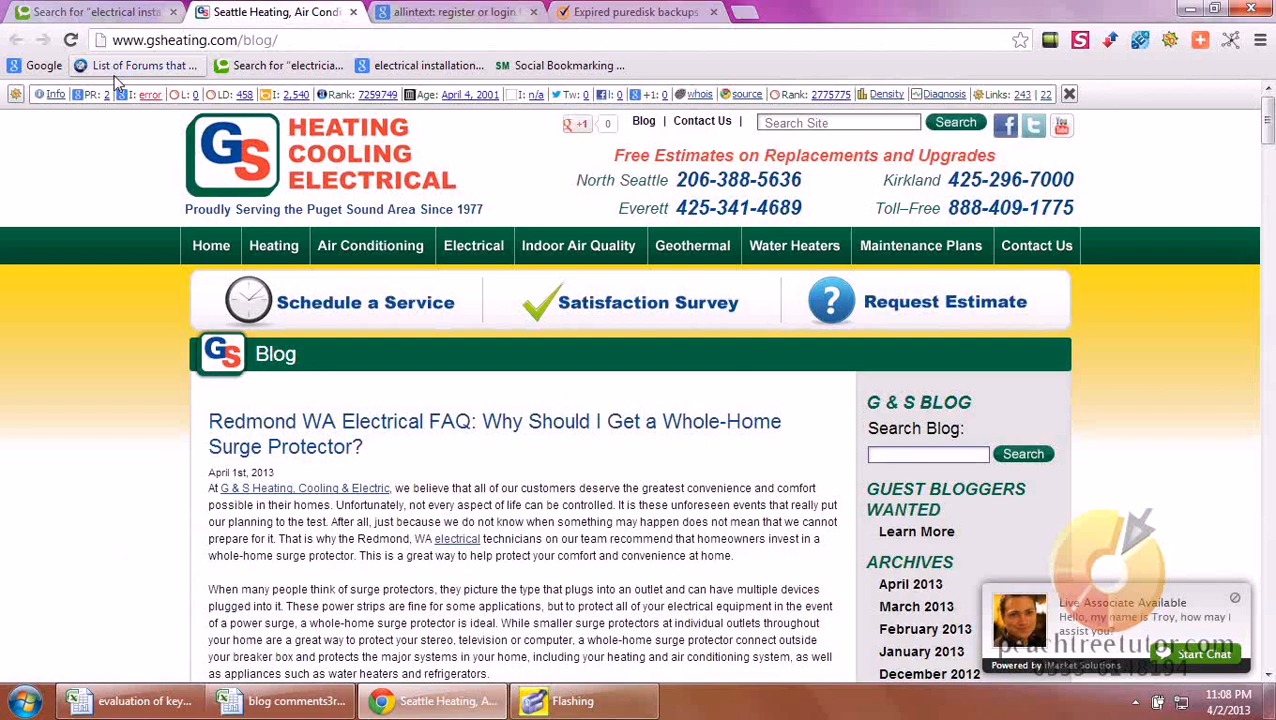 Search for "electrical insta
Seattle Heating, Air Condi
allintext: register or login
Expired puredisk backups
www.gsheating.com/blog/
Google
List of Forums that ...
Search for "electricia...
electrical installation...
SM Social Bookmarking ...
Info PR: 2 I: error L: 0 LD: 458 I: 2,540 Rank: 7259749 Age: April 4, 2001 I: n/a Tw: 0 I: 0 +1: 0 whois source Rank: 2775775 Density Diagnosis Links: 243 | 22
GS HEATING
COOLING
ELECTRICAL
Proudly Serving the Puget Sound Area Since 1977
+1 0 Blog | Contact Us | Search Site Search
Free Estimates on Replacements and Upgrades
North Seattle 206-388-5636 Kirkland 425-296-7000
Everett 425-341-4689 Toll–Free 888-409-1775
Home Heating Air Conditioning Electrical Indoor Air Quality Geothermal Water Heaters Maintenance Plans Contact Us
Schedule a Service Satisfaction Survey Request Estimate
GS Blog
Redmond WA Electrical FAQ: Why Should I Get a Whole-Home
Surge Protector?
April 1st, 2013
At G & S Heating, Cooling & Electric, we believe that all of our customers deserve the greatest convenience and comfort
possible in their homes. Unfortunately, not every aspect of life can be controlled. It is these unforeseen events that really put
our planning to the test. After all, just because we do not know when something may happen does not mean that we cannot
prepare for it. That is why the Redmond, WA electrical technicians on our team recommend that homeowners invest in a
whole-home surge protector. This is a great way to help protect your comfort and convenience at home.
When many people think of surge protectors, they picture the type that plugs into an outlet and can have multiple devices
plugged into it. These power strips are fine for some applications, but to protect all of your electrical equipment in the event
of a power surge, a whole-home surge protector is ideal. While smaller surge protectors at individual outlets throughout
your home are a great way to protect your stereo, television or computer, a whole-home surge protector connect outside
your breaker box and protects the major systems in your home, including your heating and air conditioning system, as well
as appliances such as water heaters and refrigerators.
G & S BLOG
Search Blog:
Search
GUEST BLOGGERS
WANTED
Learn More
ARCHIVES
April 2013
March 2013
February 2013
January 2013
December 2012
Live Associate Available
Hello, my name is Troy, how may I
assist you?
peachtreetutor.com
Start Chat
Powered by iMarket Solutions
evaluation of key...
blog comments3r...
Seattle Heating, A...
Flashing
11:08 PM
4/2/2013